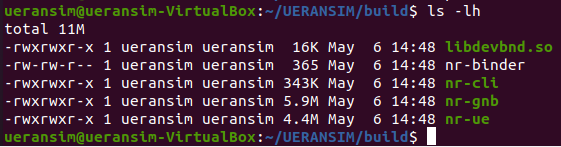 ueransim@ueransim-VirtualBox:~/UERANSIM/build$ ls -lh
total 11M
-rwxrwxr-x 1 ueransim ueransim  16K May  6 14:48 libdevbnd.so
-rw-rw-r-- 1 ueransim ueransim  365 May  6 14:48 nr-binder
-rwxrwxr-x 1 ueransim ueransim 343K May  6 14:48 nr-cli
-rwxrwxr-x 1 ueransim ueransim 5.9M May  6 14:48 nr-gnb
-rwxrwxr-x 1 ueransim ueransim 4.4M May  6 14:48 nr-ue
ueransim@ueransim-VirtualBox:~/UERANSIM/build$